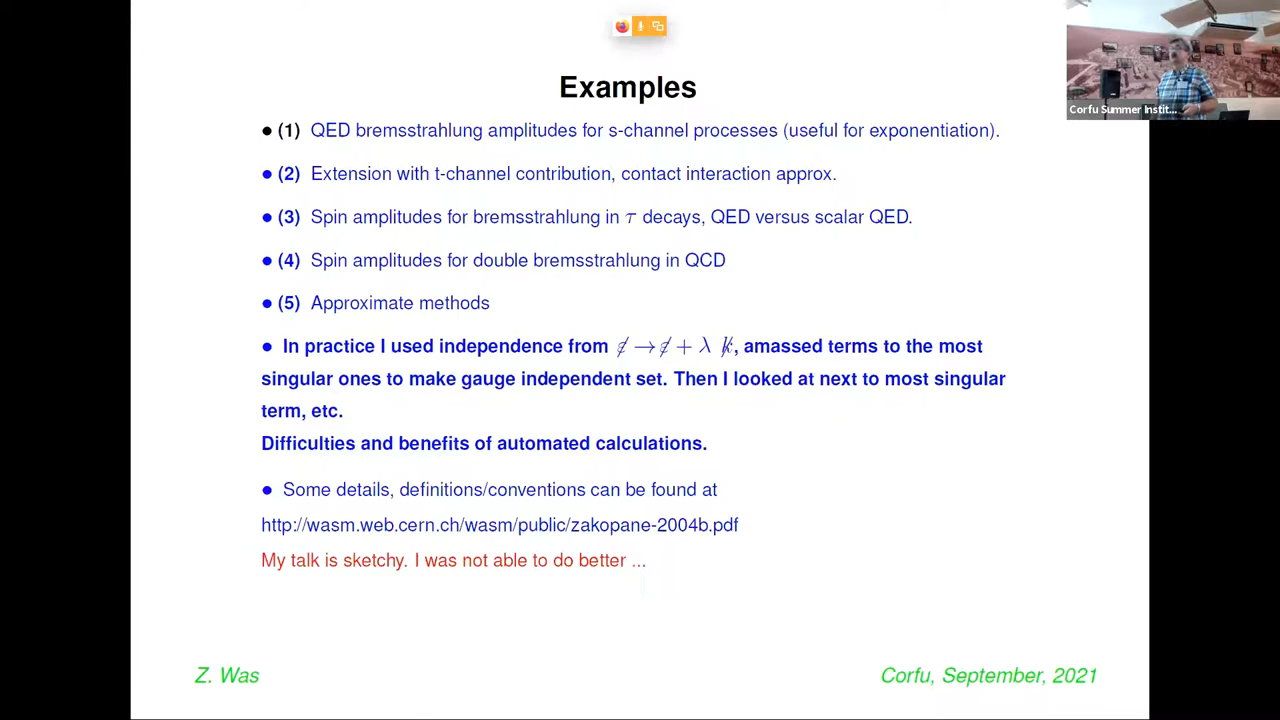 Examples
Corfu Summer Instit...
• (1) QED bremsstrahlung amplitudes for s-channel processes (useful for exponentiation).
• (2) Extension with t-channel contribution, contact interaction approx.
• (3) Spin amplitudes for bremsstrahlung in τ decays, QED versus scalar QED.
• (4) Spin amplitudes for double bremsstrahlung in QCD
• (5) Approximate methods
• In practice I used independence from ε̸ → ε̸ + λ k̸, amassed terms to the most
singular ones to make gauge independent set. Then I looked at next to most singular
term, etc.
Difficulties and benefits of automated calculations.
• Some details, definitions/conventions can be found at
http://wasm.web.cern.ch/wasm/public/zakopane-2004b.pdf
My talk is sketchy. I was not able to do better ...
Z. Was
Corfu, September, 2021